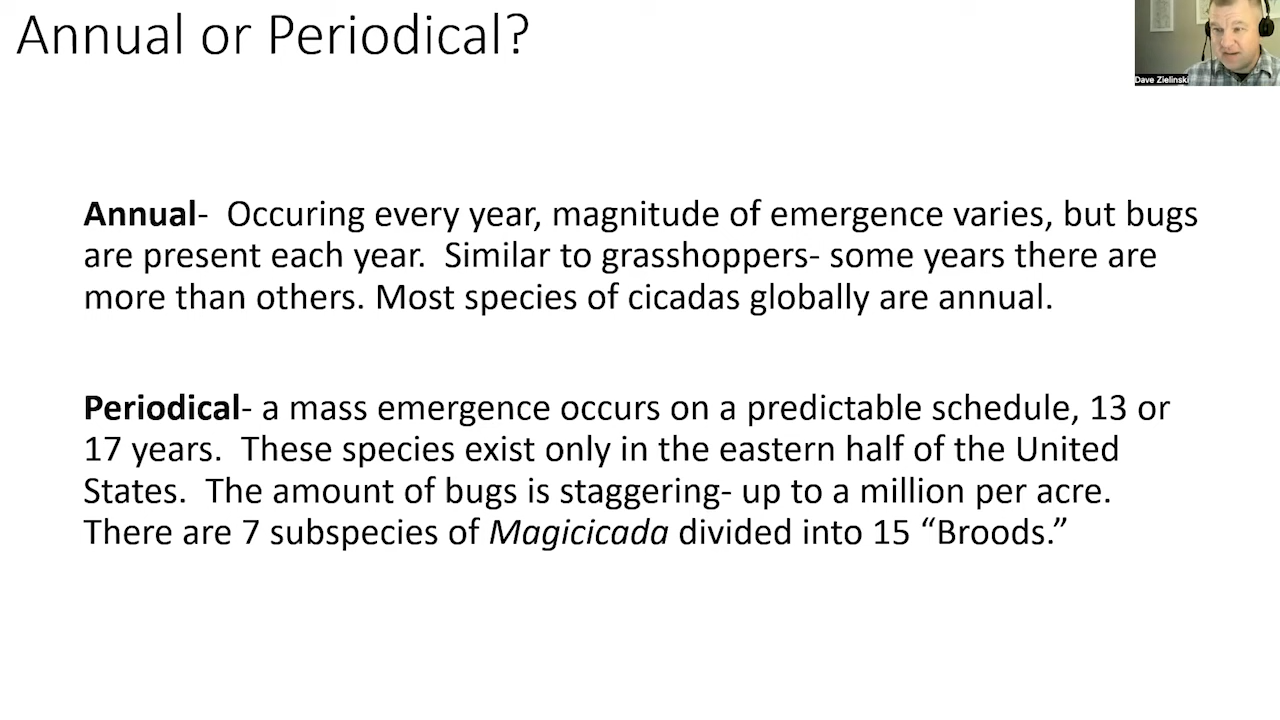 Annual or Periodical?
Dave Zielinski
Annual-  Occuring every year, magnitude of emergence varies, but bugs
are present each year.  Similar to grasshoppers- some years there are
more than others. Most species of cicadas globally are annual.
Periodical- a mass emergence occurs on a predictable schedule, 13 or
17 years.  These species exist only in the eastern half of the United
States.  The amount of bugs is staggering- up to a million per acre.
There are 7 subspecies of Magicicada divided into 15 “Broods.”